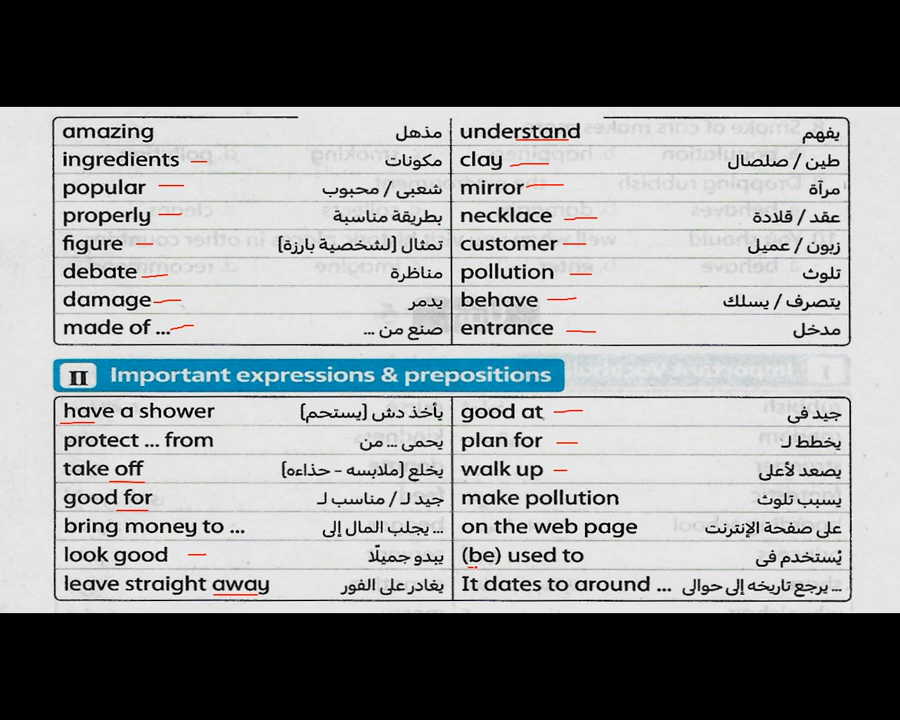 amazing مذهل understand يفهم
ingredients مكونات clay طين / صلصال
popular شعبى / محبوب mirror مرآة
properly بطريقة مناسبة necklace عقد / قلادة
figure تمثال (لشخصية بارزة) customer زبون / عميل
debate مناظرة pollution تلوث
damage يدمر behave يتصرف / يسلك
made of ... صنع من ... entrance مدخل
II Important expressions & prepositions
have a shower يأخذ دش (يستحم) good at جيد فى
protect ... from يحمى ... من plan for يخطط لـ
take off يخلع (ملابسه - حذاءه) walk up يصعد لأعلى
good for جيد لـ / مناسب لـ make pollution يسبب تلوث
bring money to ... يجلب المال إلى ... on the web page على صفحة الإنترنت
look good يبدو جميلًا (be) used to يُستخدم فى
leave straight away يغادر على الفور It dates to around ... يرجع تاريخه إلى حوالى ...